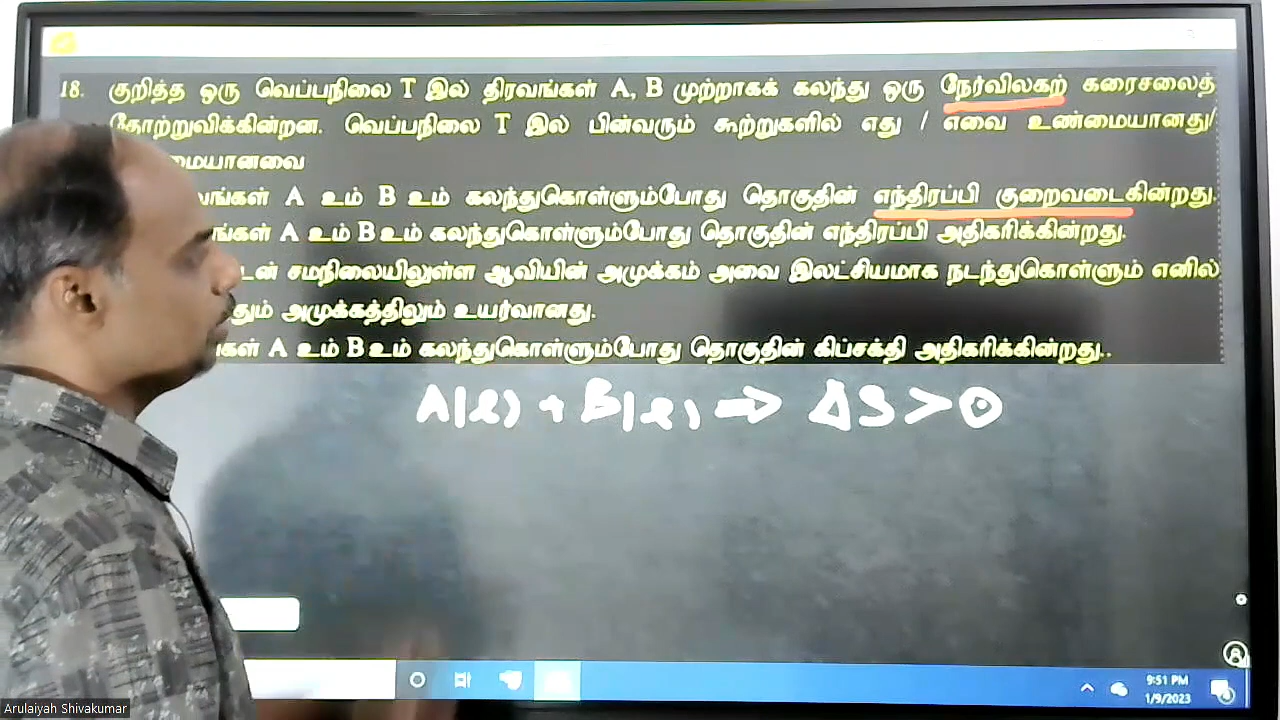 18. குறித்த ஒரு வெப்பநிலை T இல் திரவங்கள் A, B முற்றாகக் கலந்து ஒரு நேர்விலகற் கரைசலைத்
தோற்றுவிக்கின்றன. வெப்பநிலை T இல் பின்வரும் கூற்றுகளில் எது / எவை உண்மையானது/
மையானவை
A உம் B உம் கலந்துகொள்ளும்போது தொகுதின் எந்திரப்பி குறைவடைகின்றது.
A உம் B உம் கலந்துகொள்ளும்போது தொகுதின் எந்திரப்பி அதிகரிக்கின்றது.
டன் சமநிலையிலுள்ள ஆவியின் அமுக்கம் அவை இலட்சியமாக நடந்துகொள்ளும் எனில்
தும் அமுக்கத்திலும் உயர்வானது.
கள் A உம் B உம் கலந்துகொள்ளும்போது தொகுதின் கிப்சக்தி அதிகரிக்கின்றது..
A(l) + B(l) → ΔS > 0
9:51 PM
1/9/2023
Arulaiyah Shivakumar